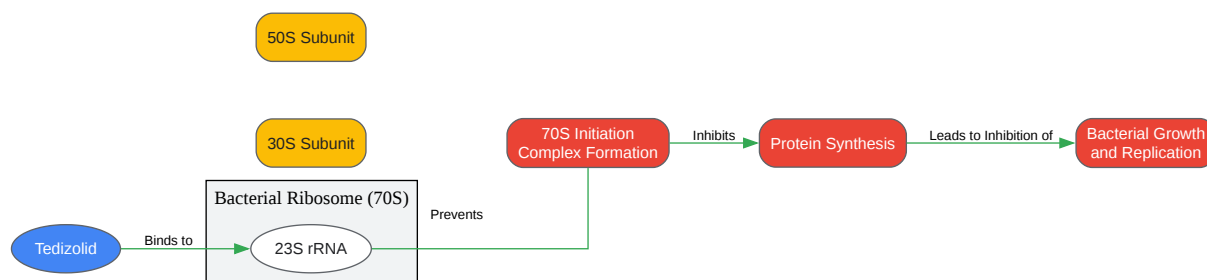 50S Subunit
30S Subunit
70S Initiation
Complex Formation
Inhibits
Protein Synthesis
Leads to Inhibition of
Bacterial Growth
and Replication
Bacterial Ribosome (70S)
Prevents
Tedizolid
Binds to
23S rRNA